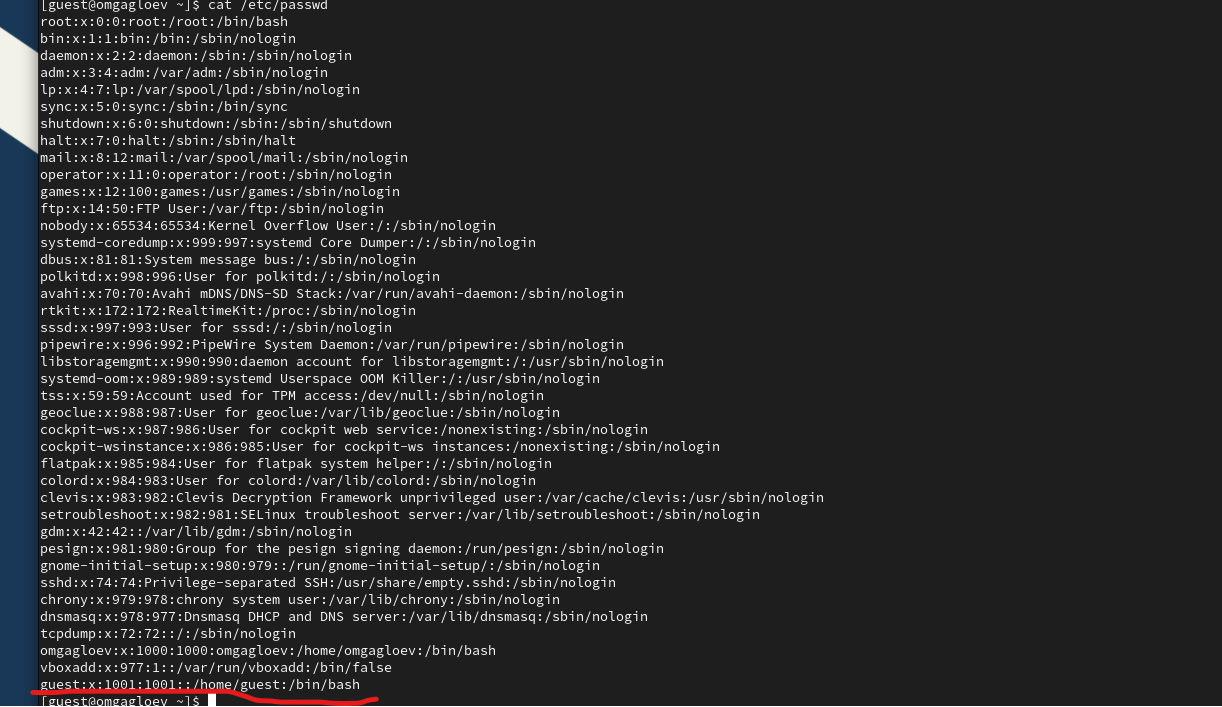 [guest@omgagloev ~]$ cat /etc/passwd
root:x:0:0:root:/root:/bin/bash
bin:x:1:1:bin:/bin:/sbin/nologin
daemon:x:2:2:daemon:/sbin:/sbin/nologin
adm:x:3:4:adm:/var/adm:/sbin/nologin
lp:x:4:7:lp:/var/spool/lpd:/sbin/nologin
sync:x:5:0:sync:/sbin:/bin/sync
shutdown:x:6:0:shutdown:/sbin:/sbin/shutdown
halt:x:7:0:halt:/sbin:/sbin/halt
mail:x:8:12:mail:/var/spool/mail:/sbin/nologin
operator:x:11:0:operator:/root:/sbin/nologin
games:x:12:100:games:/usr/games:/sbin/nologin
ftp:x:14:50:FTP User:/var/ftp:/sbin/nologin
nobody:x:65534:65534:Kernel Overflow User:/:/sbin/nologin
systemd-coredump:x:999:997:systemd Core Dumper:/:/sbin/nologin
dbus:x:81:81:System message bus:/:/sbin/nologin
polkitd:x:998:996:User for polkitd:/:/sbin/nologin
avahi:x:70:70:Avahi mDNS/DNS-SD Stack:/var/run/avahi-daemon:/sbin/nologin
rtkit:x:172:172:RealtimeKit:/proc:/sbin/nologin
sssd:x:997:993:User for sssd:/:/sbin/nologin
pipewire:x:996:992:PipeWire System Daemon:/var/run/pipewire:/sbin/nologin
libstoragemgmt:x:990:990:daemon account for libstoragemgmt:/:/usr/sbin/nologin
systemd-oom:x:989:989:systemd Userspace OOM Killer:/:/usr/sbin/nologin
tss:x:59:59:Account used for TPM access:/dev/null:/sbin/nologin
geoclue:x:988:987:User for geoclue:/var/lib/geoclue:/sbin/nologin
cockpit-ws:x:987:986:User for cockpit web service:/nonexisting:/sbin/nologin
cockpit-wsinstance:x:986:985:User for cockpit-ws instances:/nonexisting:/sbin/nologin
flatpak:x:985:984:User for flatpak system helper:/:/sbin/nologin
colord:x:984:983:User for colord:/var/lib/colord:/sbin/nologin
clevis:x:983:982:Clevis Decryption Framework unprivileged user:/var/cache/clevis:/usr/sbin/nologin
setroubleshoot:x:982:981:SELinux troubleshoot server:/var/lib/setroubleshoot:/sbin/nologin
gdm:x:42:42::/var/lib/gdm:/sbin/nologin
pesign:x:981:980:Group for the pesign signing daemon:/run/pesign:/sbin/nologin
gnome-initial-setup:x:980:979::/run/gnome-initial-setup/:/sbin/nologin
sshd:x:74:74:Privilege-separated SSH:/usr/share/empty.sshd:/sbin/nologin
chrony:x:979:978:chrony system user:/var/lib/chrony:/sbin/nologin
dnsmasq:x:978:977:Dnsmasq DHCP and DNS server:/var/lib/dnsmasq:/sbin/nologin
tcpdump:x:72:72::/:/sbin/nologin
omgagloev:x:1000:1000:omgagloev:/home/omgagloev:/bin/bash
vboxadd:x:977:1::/var/run/vboxadd:/bin/false
guest:x:1001:1001::/home/guest:/bin/bash
[guest@omgagloev ~]$